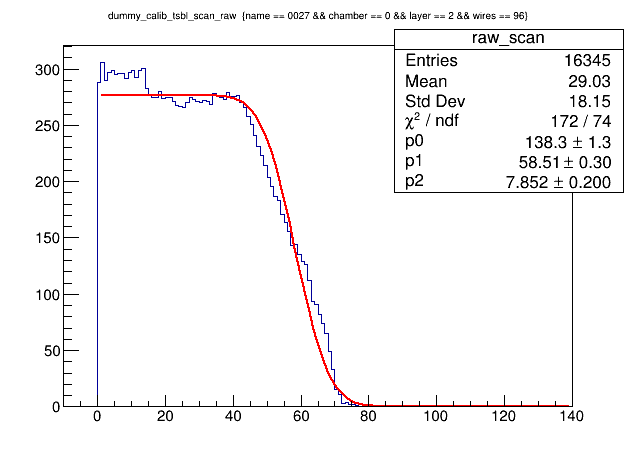 dummy_calib_tsbl_scan_raw {name == 0027 && chamber == 0 && layer == 2 && wires == 96}
raw_scan
Entries 16345
Mean 29.03
Std Dev 18.15
χ² / ndf 172 / 74
p0 138.3 ± 1.3
p1 58.51 ± 0.30
p2 7.852 ± 0.200
300
250
200
150
100
50
0
0 20 40 60 80 100 120 140